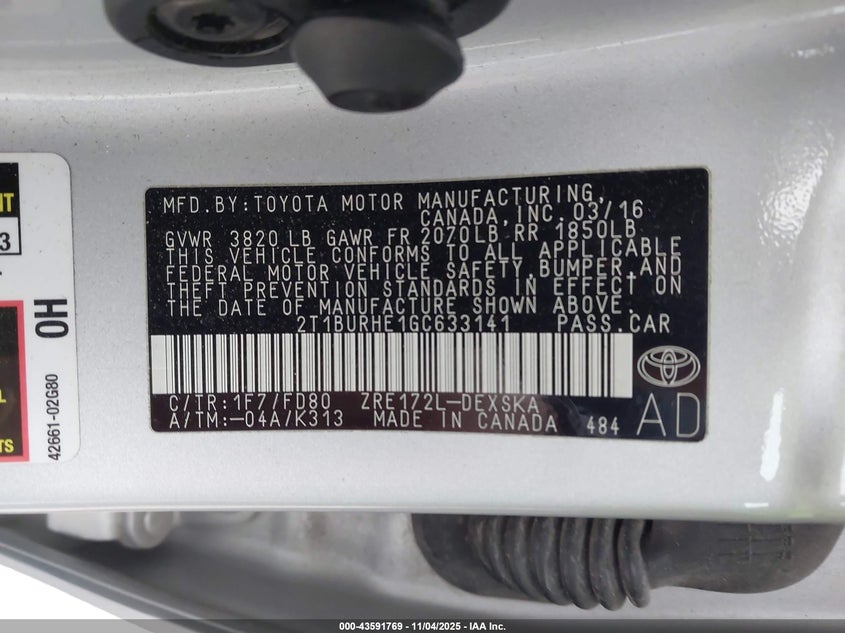 MFD.BY:TOYOTA MOTOR MANUFACTURING,
CANADA,INC. 03/16
GVWR 3820 LB GAWR FR 2070LB RR 1850LB
THIS VEHICLE CONFORMS TO ALL APPLICABLE
FEDERAL MOTOR VEHICLE SAFETY,BUMPER,AND
THEFT PREVENTION STANDARDS IN EFFECT ON
THE DATE OF MANUFACTURE SHOWN ABOVE.
2T1BURHE1GC633141 PASS.CAR
C/TR:1F7/FD80 ZRE172L-DEXSKA
A/TM:-04A/K313 MADE IN CANADA 484
AD
3
OH
42661-02G80
L
TS
000-43591769 - 11/04/2025 - IAA Inc.